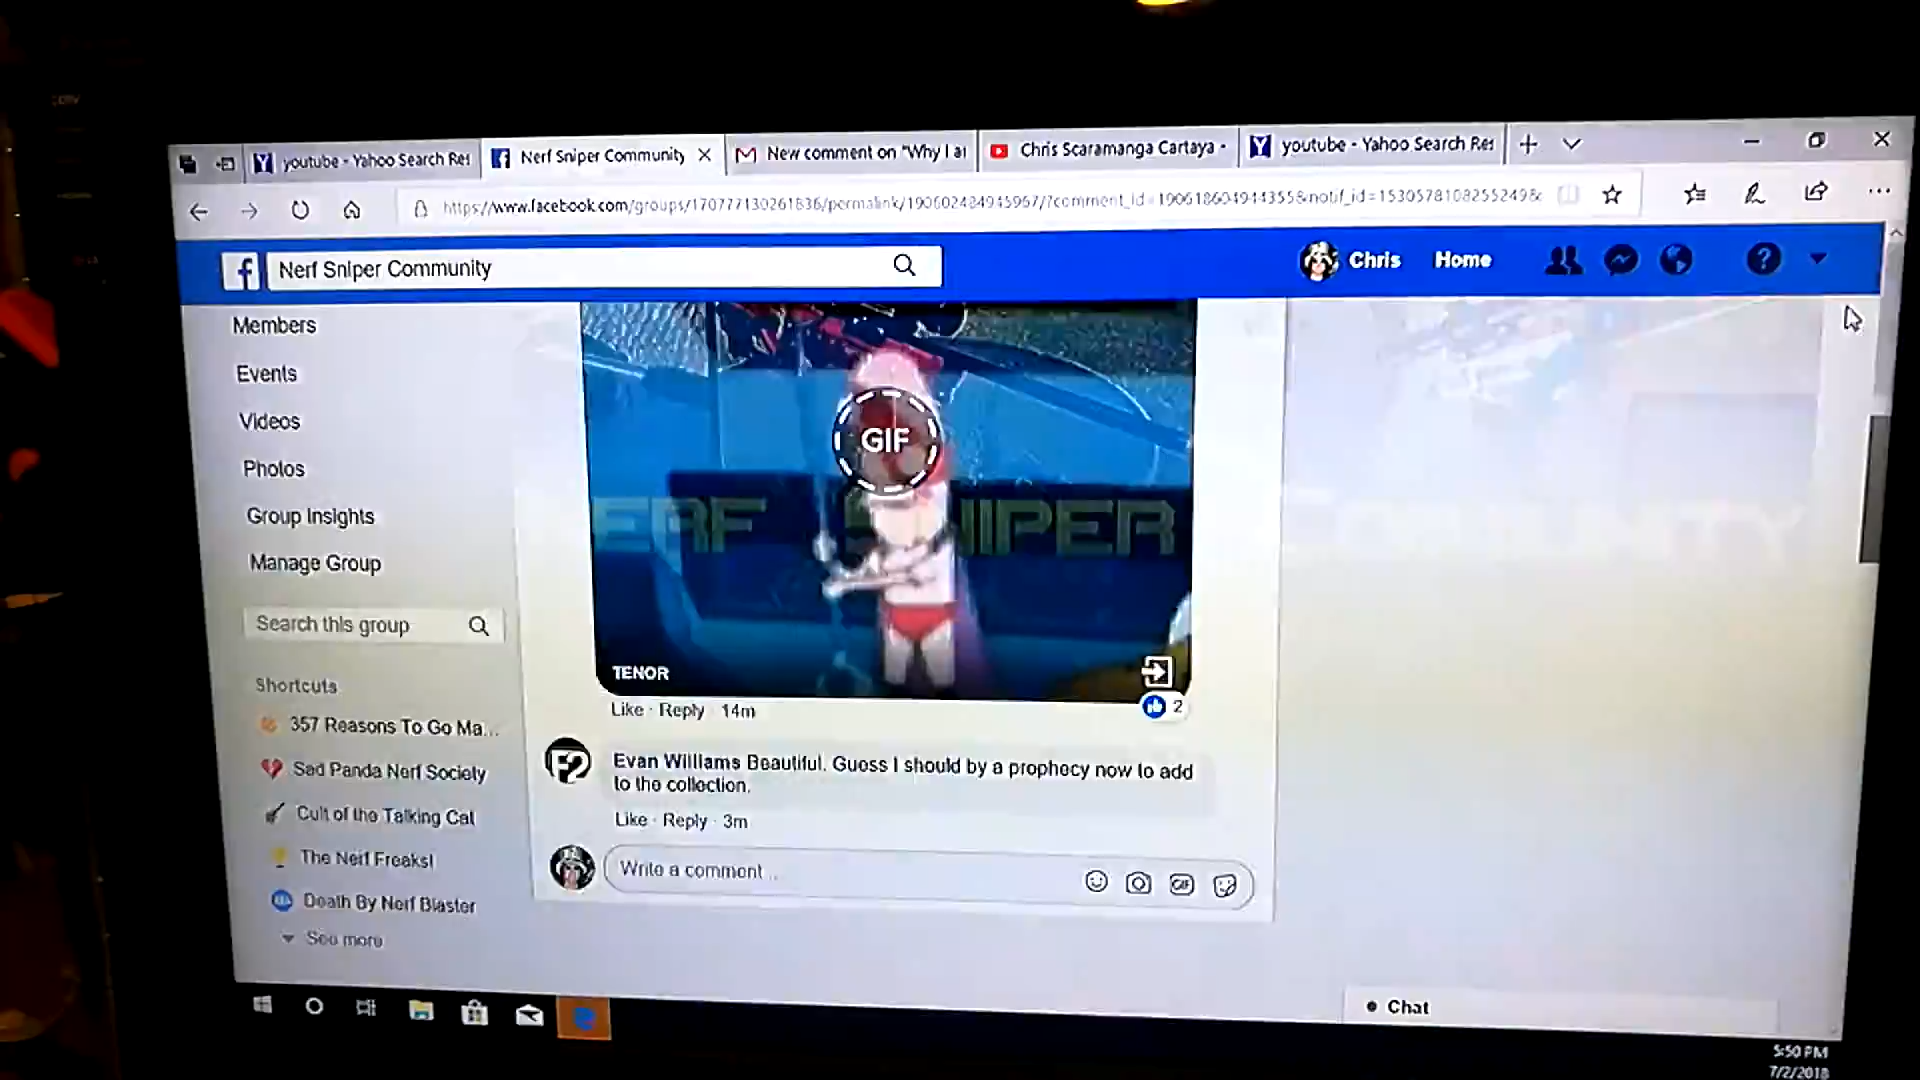 youtube - Yahoo Search Res
Nerf Sniper Community
New comment on "Why I ar
Chris Scaramanga Cartaya -
youtube - Yahoo Search Res
Nerf Sniper Community
Chris
Home
Members
Events
Videos
Photos
Group Insights
Manage Group
Search this group
Shortcuts
357 Reasons To Go Ma...
Sad Panda Nerf Society
Cult of the Talking Cat
The Nerf Freaks!
Death By Nerf Blaster
See more
GIF
ERF SNIPER COMMUNITY
TENOR
Like · Reply · 14m
2
Evan Williams Beautiful. Guess I should by a prophecy now to add
to the collection.
Like · Reply · 3m
Write a comment...
GIF
Chat
5:50 PM
7/2/2018